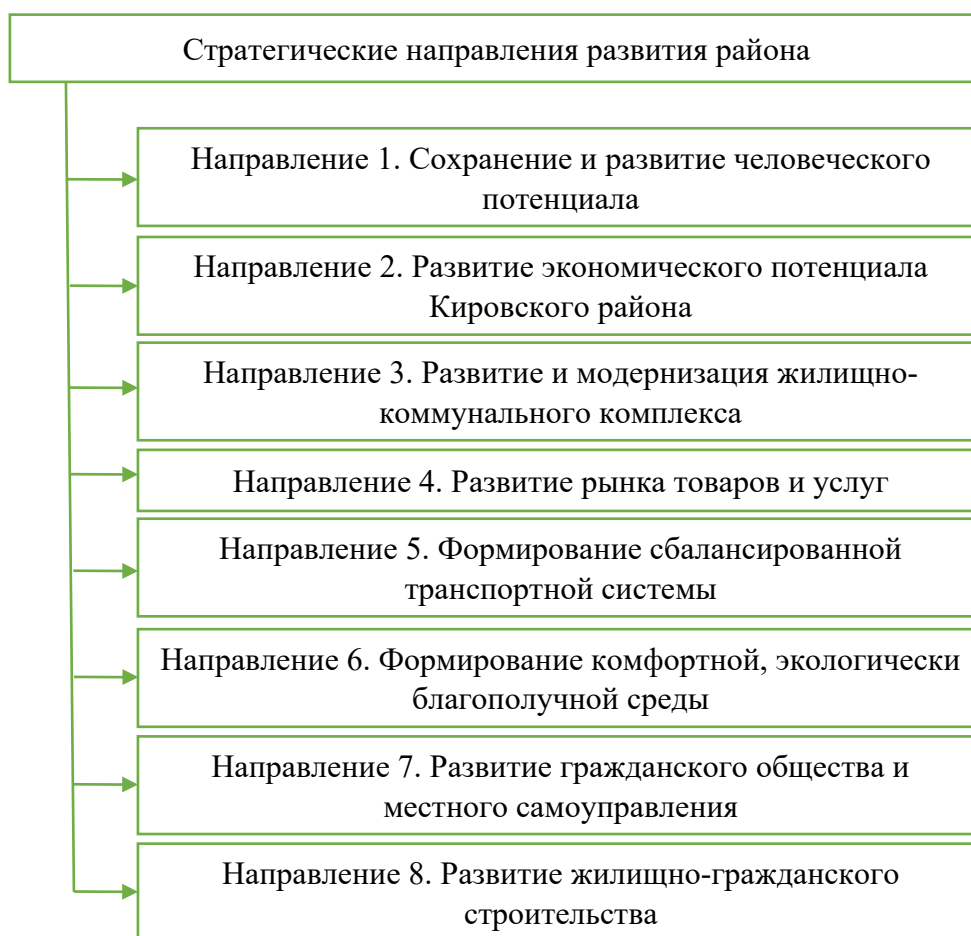 Стратегические направления развития района
Направление 1. Сохранение и развитие человеческого
потенциала
Направление 2. Развитие экономического потенциала
Кировского района
Направление 3. Развитие и модернизация жилищно-
коммунального комплекса
Направление 4. Развитие рынка товаров и услуг
Направление 5. Формирование сбалансированной
транспортной системы
Направление 6. Формирование комфортной, экологически
благополучной среды
Направление 7. Развитие гражданского общества и
местного самоуправления
Направление 8. Развитие жилищно-гражданского
строительства